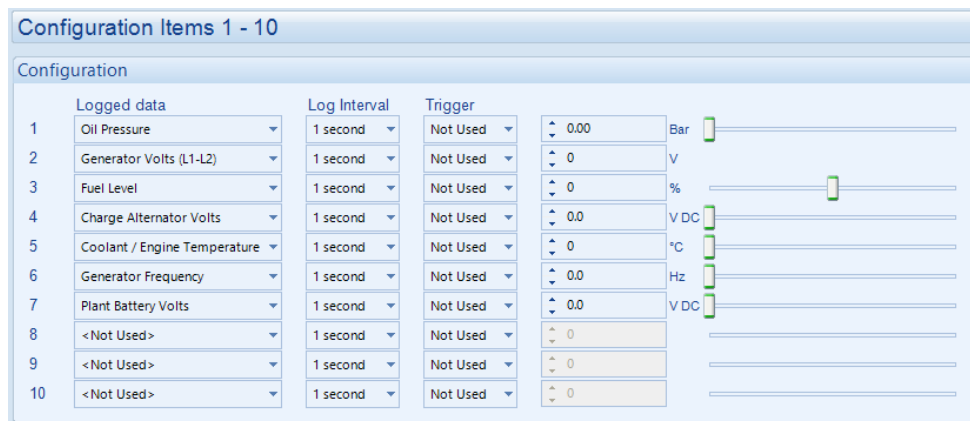 Configuration Items 1 - 10
Configuration
Logged data Log Interval Trigger
1 Oil Pressure 1 second Not Used 0.00 Bar
2 Generator Volts (L1-L2) 1 second Not Used 0 V
3 Fuel Level 1 second Not Used 0 %
4 Charge Alternator Volts 1 second Not Used 0.0 V DC
5 Coolant / Engine Temperature 1 second Not Used 0 °C
6 Generator Frequency 1 second Not Used 0.0 Hz
7 Plant Battery Volts 1 second Not Used 0.0 V DC
8 <Not Used> 1 second Not Used 0
9 <Not Used> 1 second Not Used 0
10 <Not Used> 1 second Not Used 0